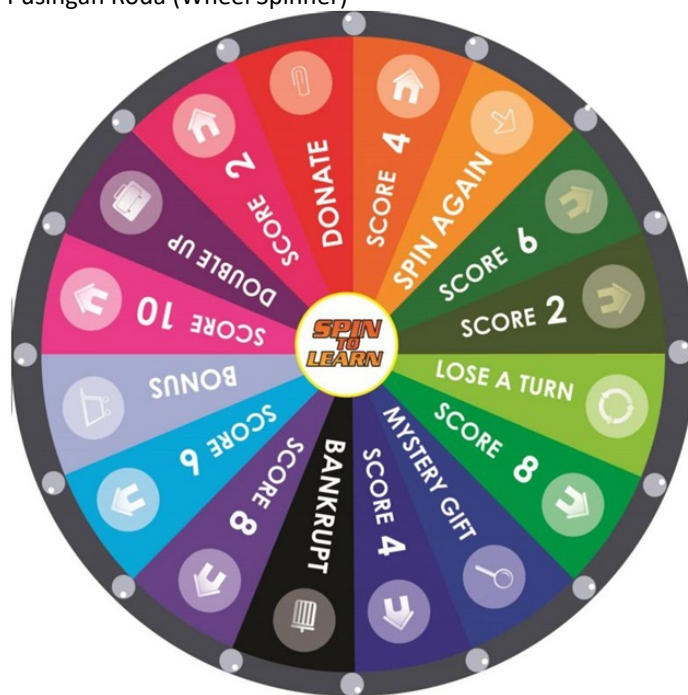 Pusingan Roda (Wheel Spinner)
DONATE
SCORE 4
SPIN AGAIN
SCORE 6
SCORE 2
LOSE A TURN
SCORE 8
MYSTERY GIFT
SCORE 4
BANKRUPT
SCORE 8
SCORE 6
BONUS
SCORE 10
DOUBLE UP
SCORE 2
SPIN
TO
LEARN